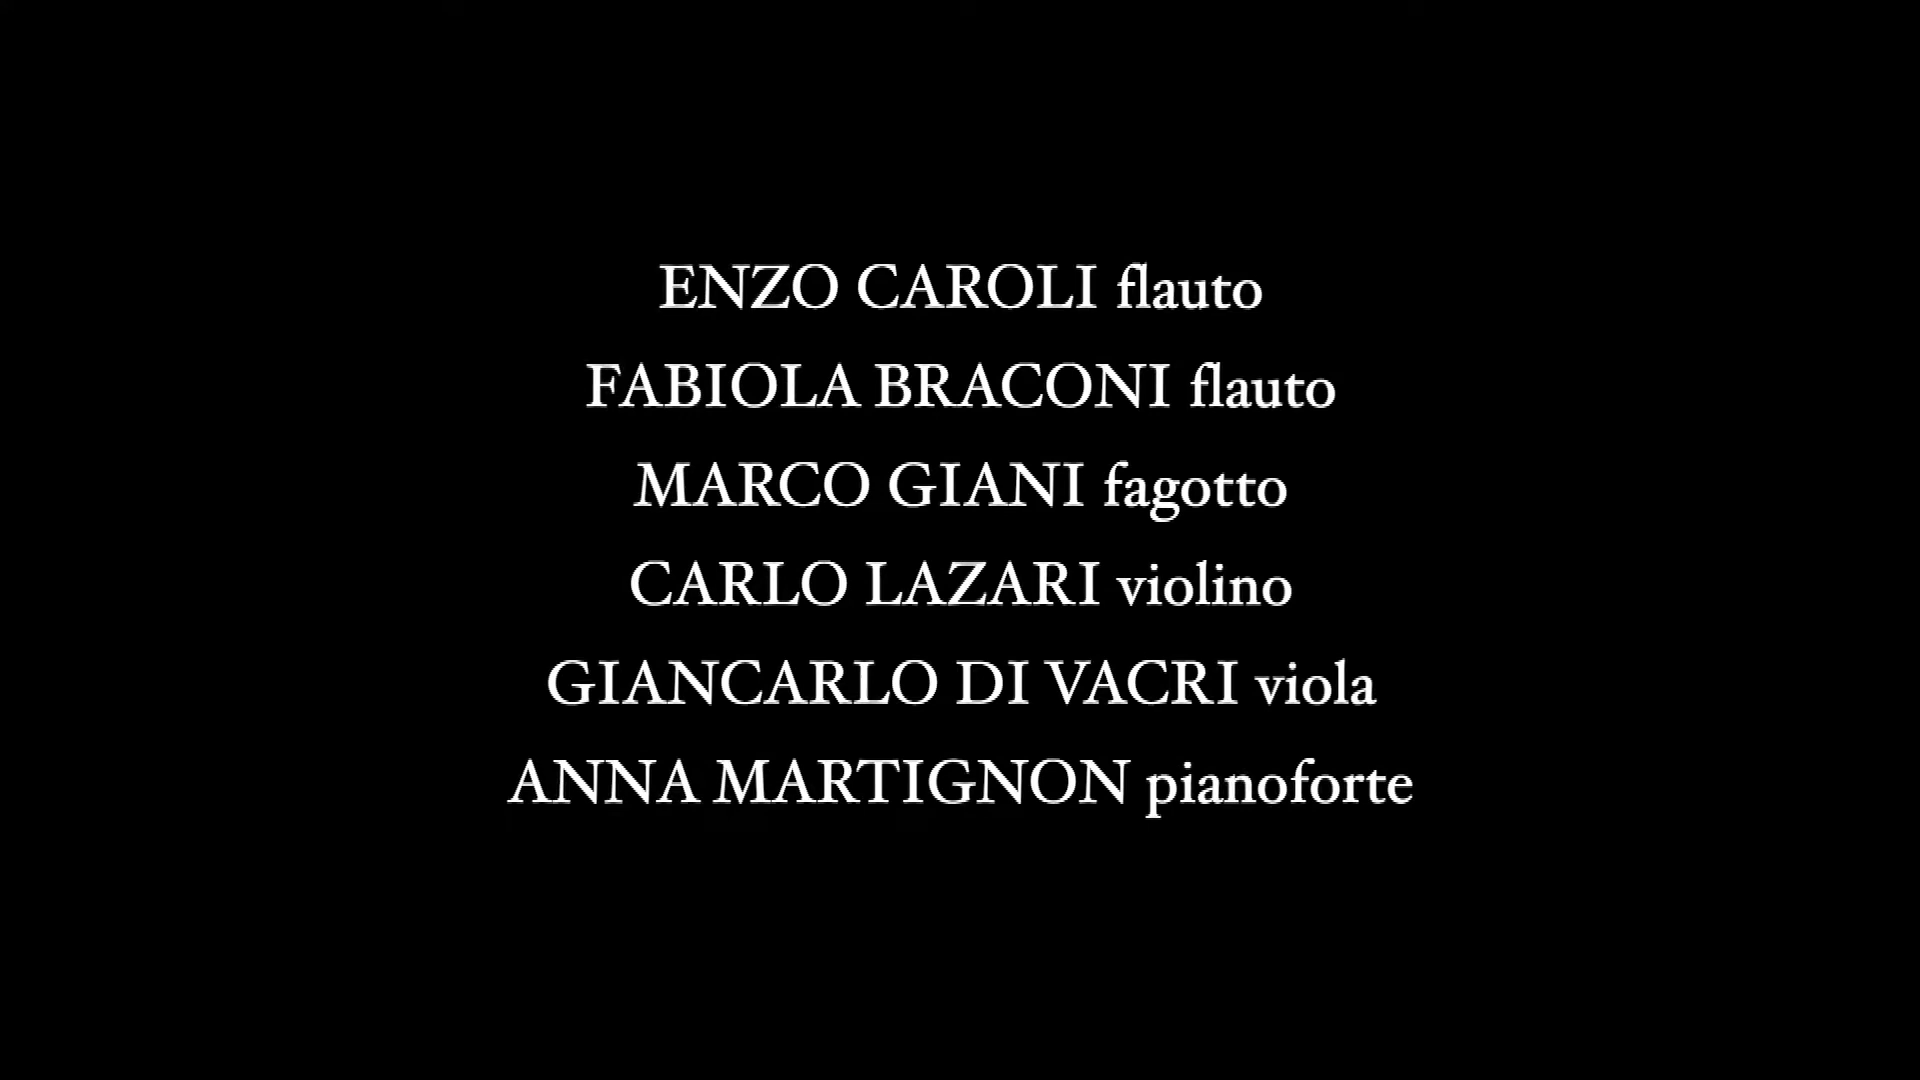 ENZO CAROLI flauto
FABIOLA BRACONI flauto
MARCO GIANI fagotto
CARLO LAZARI violino
GIANCARLO DI VACRI viola
ANNA MARTIGNON pianoforte